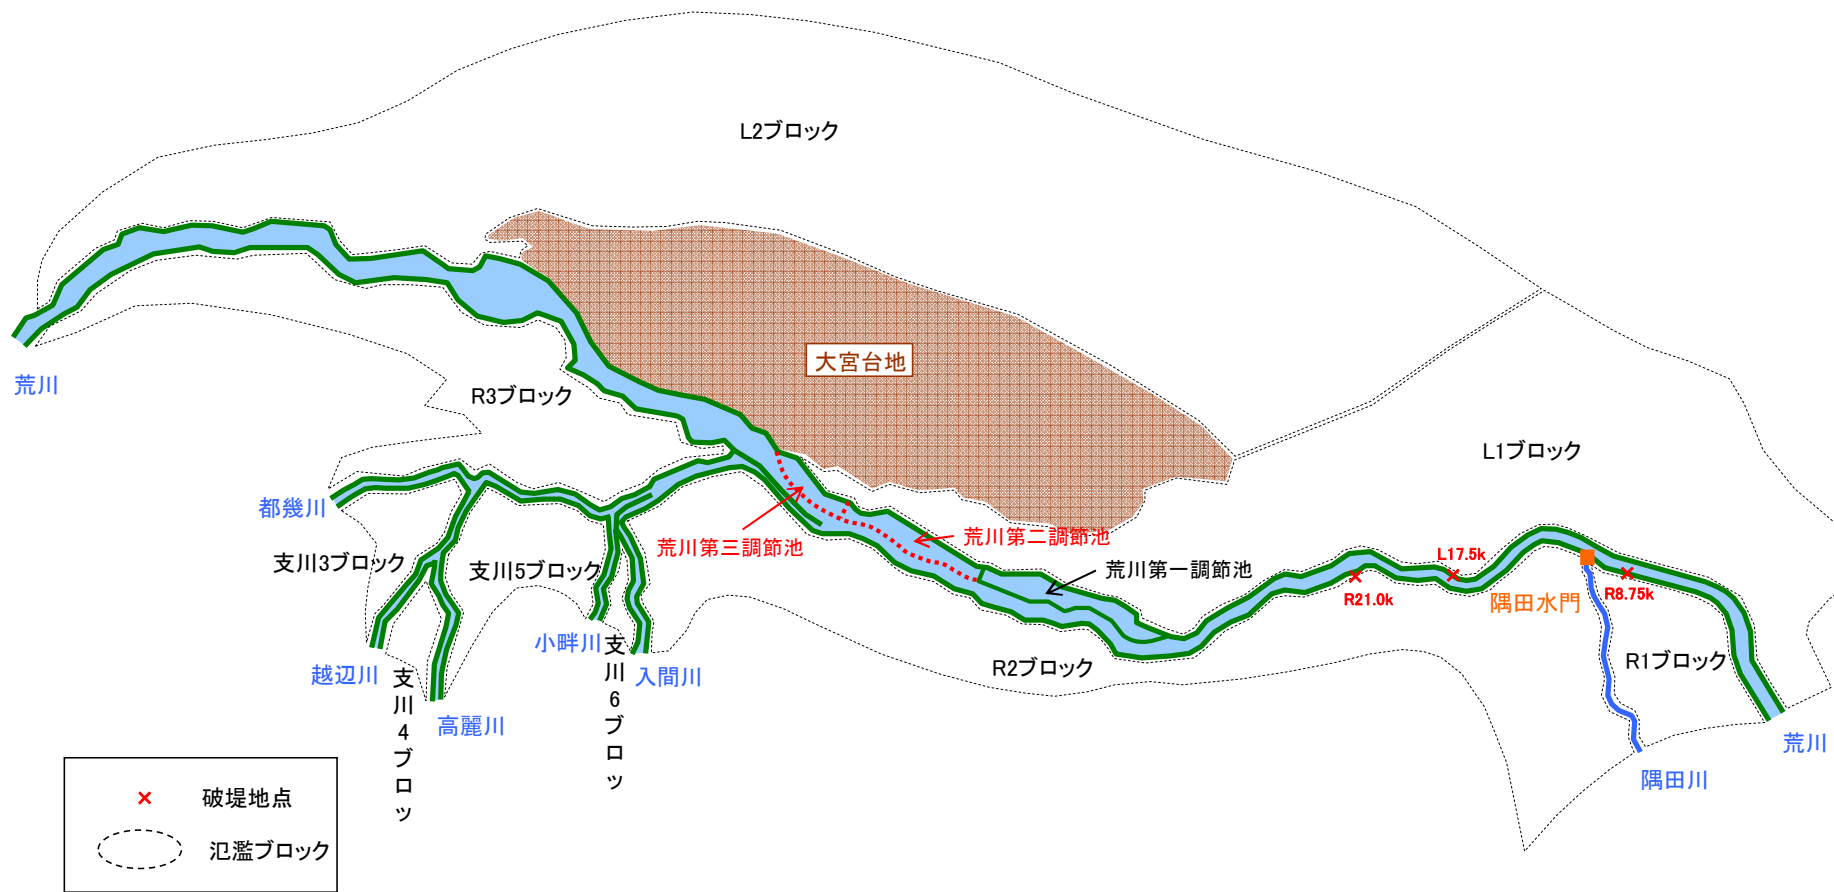 L2ブロック
大宮台地
荒川
R3ブロック
L1ブロック
都幾川
荒川第三調節池
荒川第二調節池
荒川第一調節池
L17.5k
R21.0k
隅田水門
R8.75k
支川3ブロック
支川5ブロック
小畔川
支川6ブロッ
入間川
越辺川
支川4ブロッ
高麗川
R2ブロック
R1ブロック
荒川
隅田川
破堤地点
氾濫ブロック